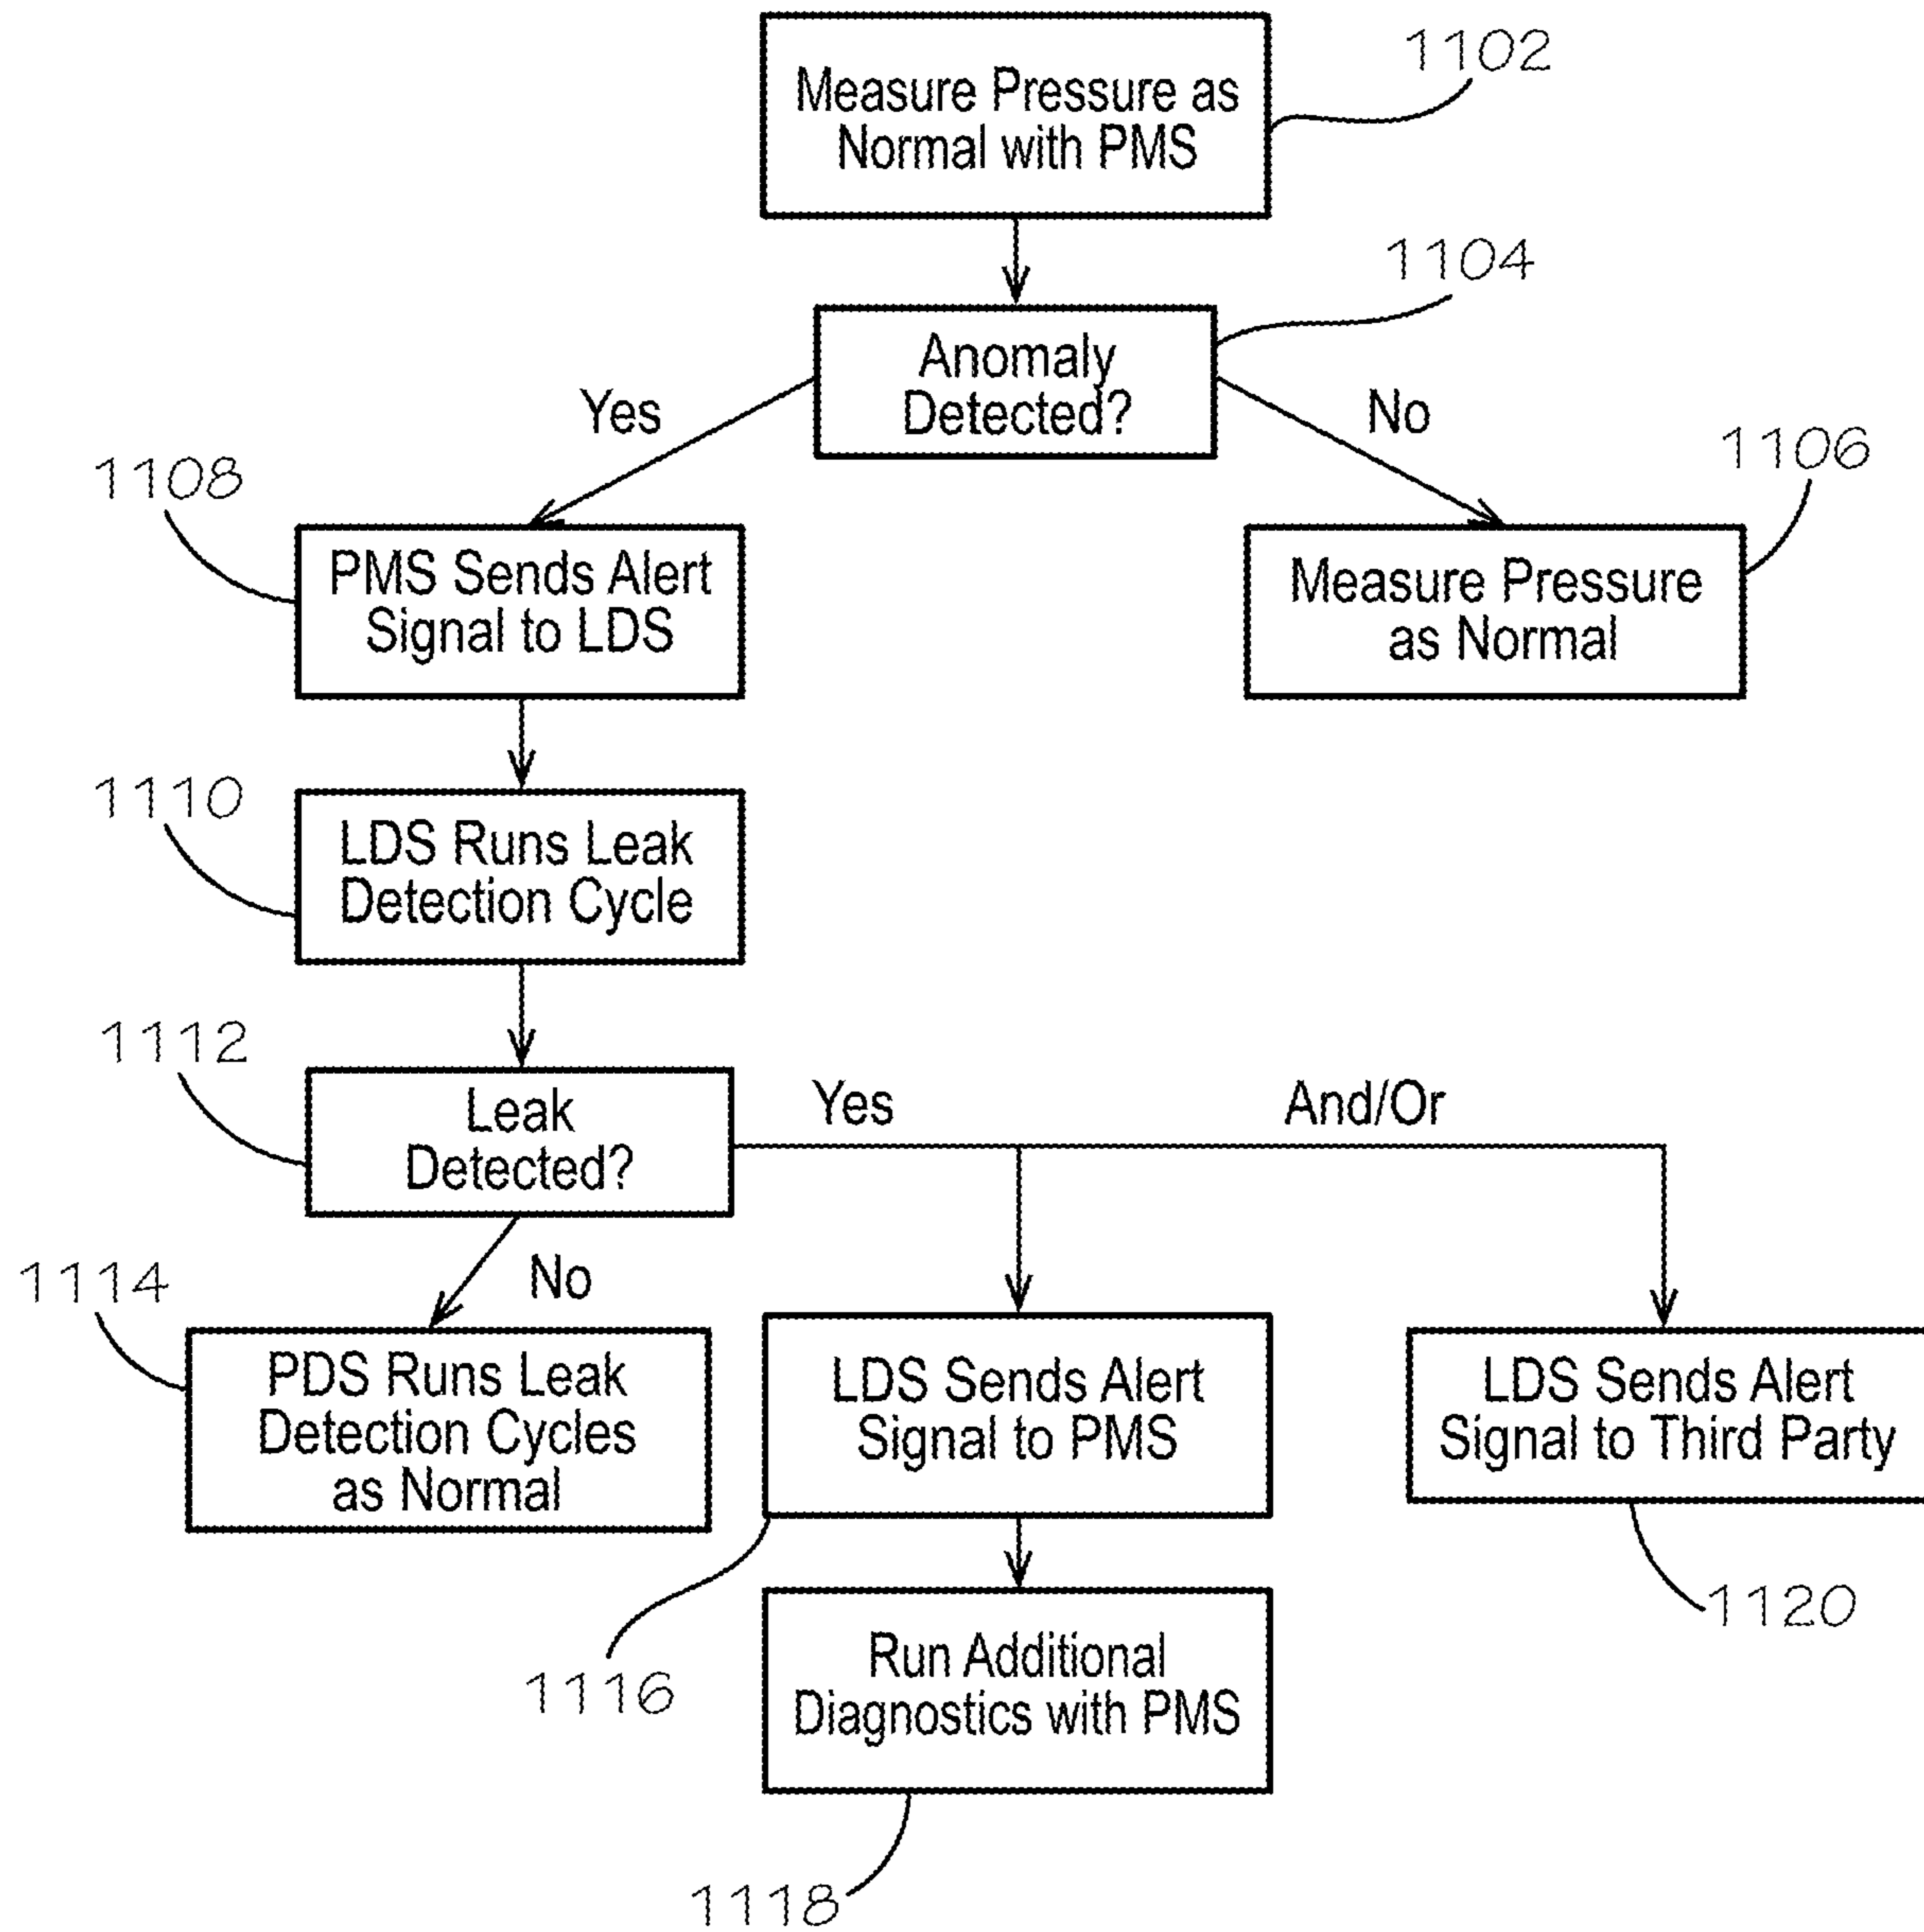 Measure Pressure as
Normal with PMS
1102
Anomaly
Detected?
1104
Yes
No
1108
PMS Sends Alert
Signal to LDS
1106
Measure Pressure
as Normal
1110
LDS Runs Leak
Detection Cycle
1112
Leak
Detected?
Yes
And/Or
No
1114
PDS Runs Leak
Detection Cycles
as Normal
LDS Sends Alert
Signal to PMS
1116
LDS Sends Alert
Signal to Third Party
1120
Run Additional
Diagnostics with PMS
1118